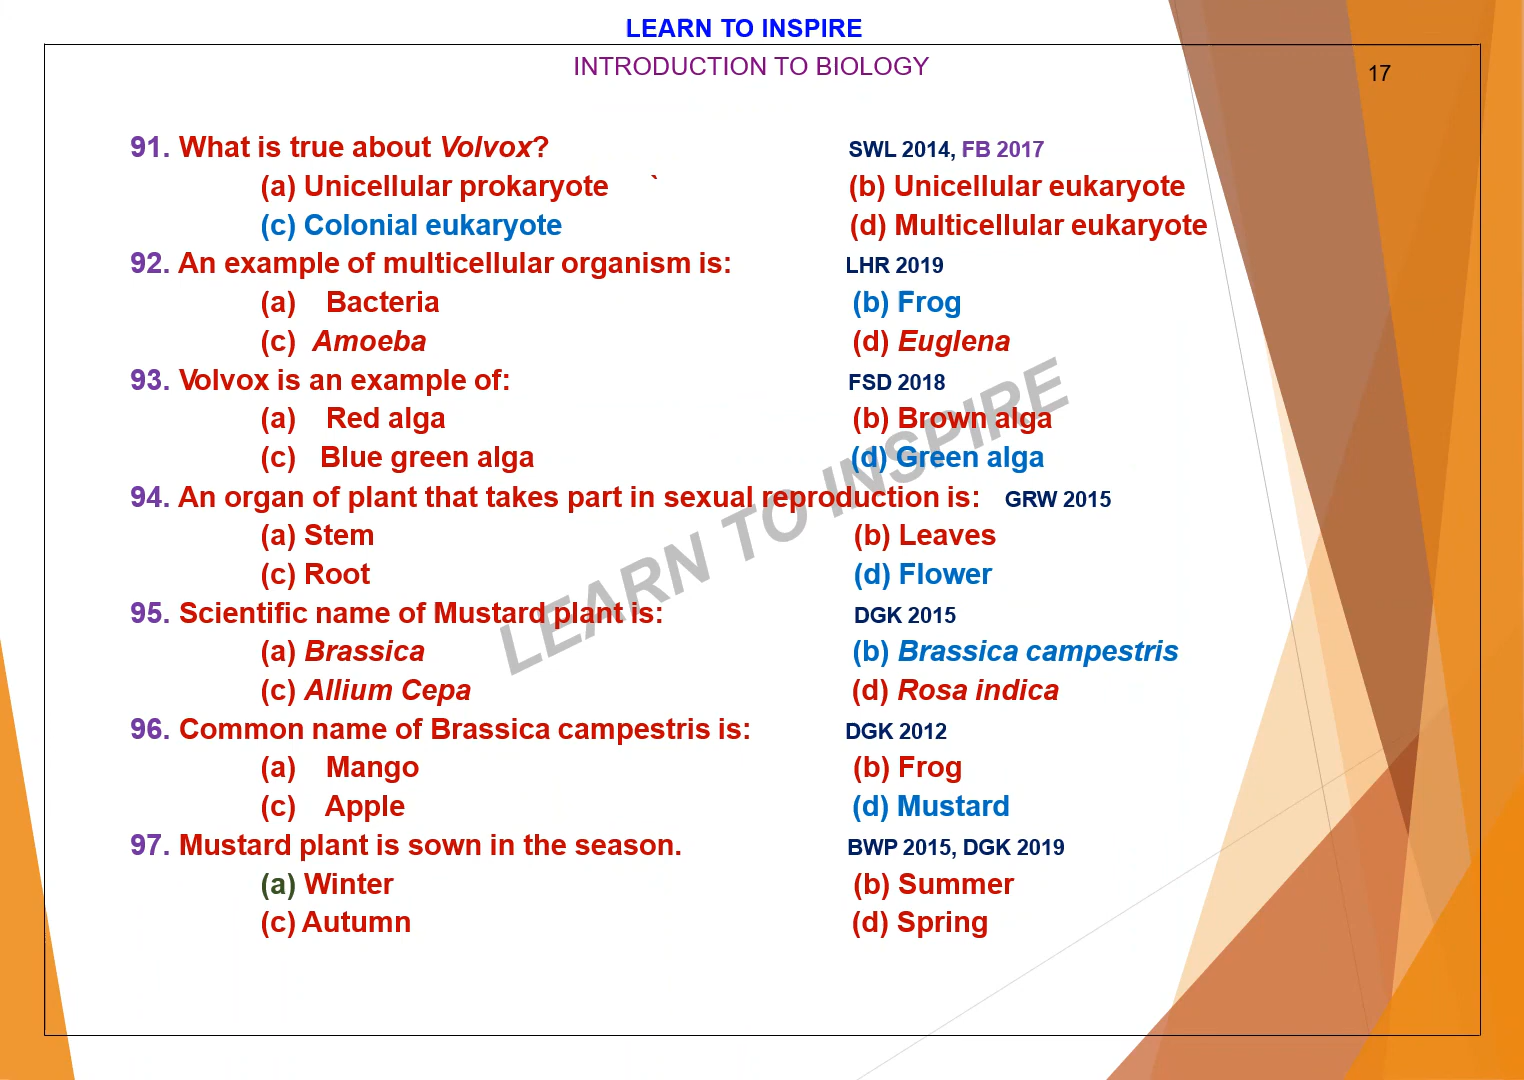 LEARN TO INSPIRE
INTRODUCTION TO BIOLOGY
17
91. What is true about Volvox? SWL 2014, FB 2017
(a) Unicellular prokaryote ` (b) Unicellular eukaryote
(c) Colonial eukaryote (d) Multicellular eukaryote
92. An example of multicellular organism is: LHR 2019
(a) Bacteria (b) Frog
(c) Amoeba (d) Euglena
93. Volvox is an example of: FSD 2018
(a) Red alga (b) Brown alga
(c) Blue green alga (d) Green alga
94. An organ of plant that takes part in sexual reproduction is: GRW 2015
(a) Stem (b) Leaves
(c) Root (d) Flower
95. Scientific name of Mustard plant is: DGK 2015
(a) Brassica (b) Brassica campestris
(c) Allium Cepa (d) Rosa indica
96. Common name of Brassica campestris is: DGK 2012
(a) Mango (b) Frog
(c) Apple (d) Mustard
97. Mustard plant is sown in the season. BWP 2015, DGK 2019
(a) Winter (b) Summer
(c) Autumn (d) Spring
LEARN TO INSPIRE